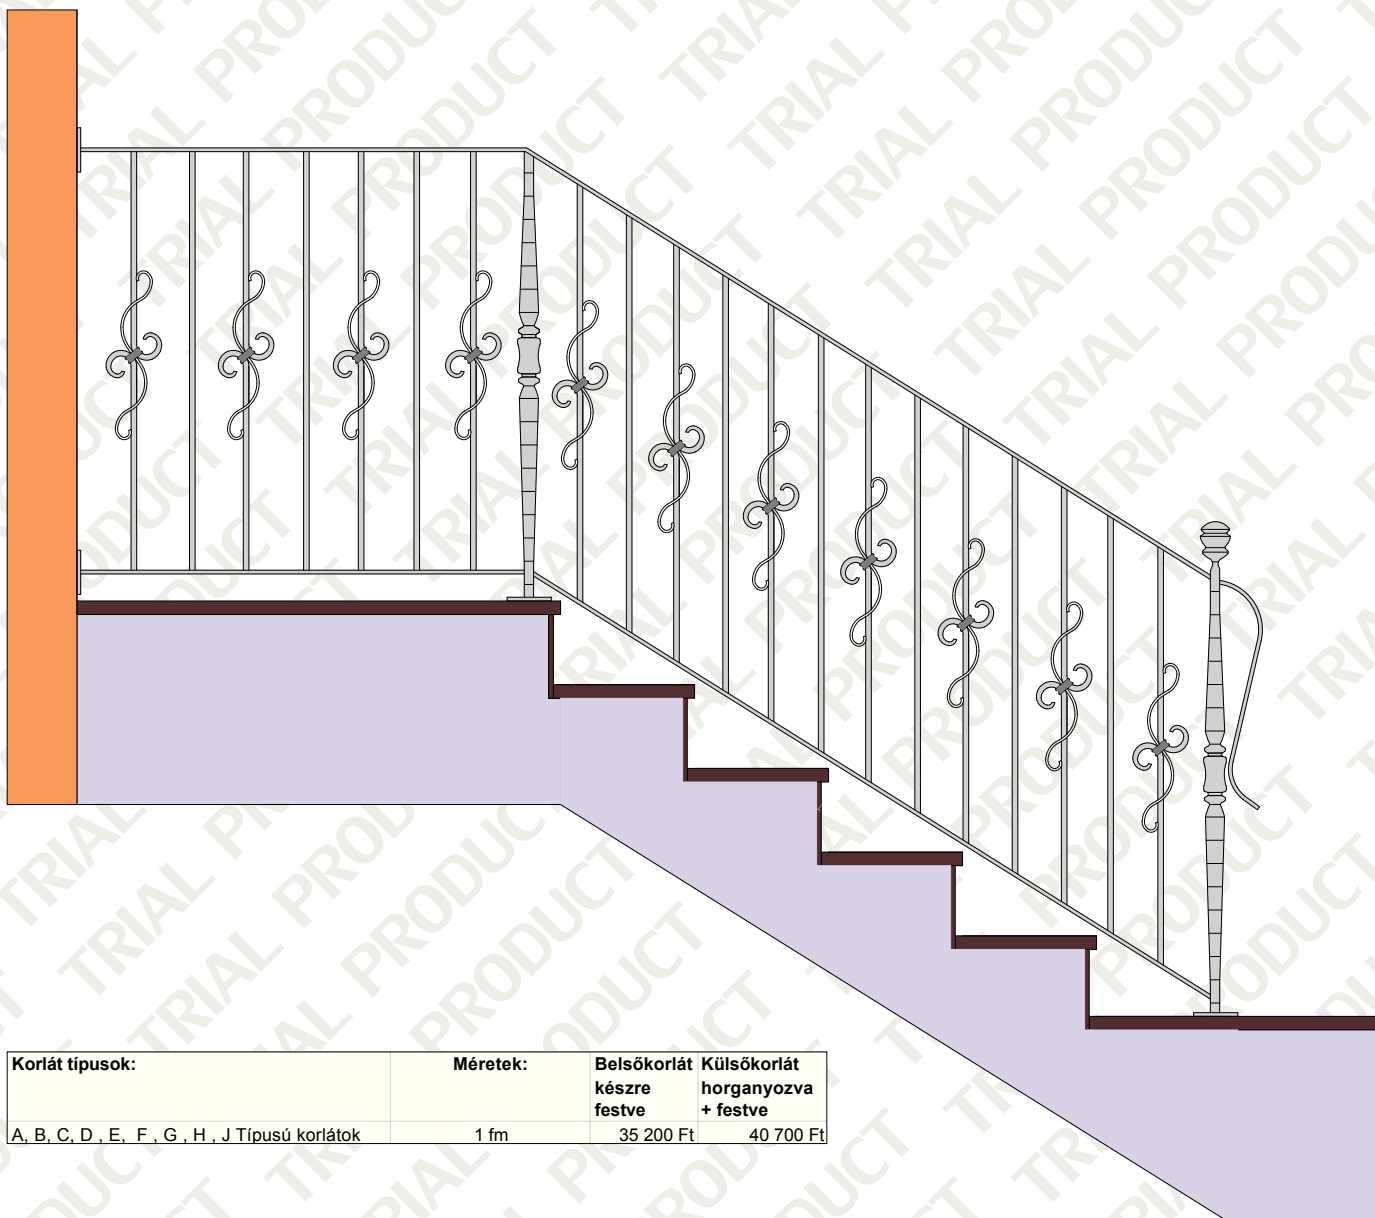 Korlát típusok: Méretek: Belsőkorlát Külsőkorlát
készre horganyozva
festve + festve
A, B, C, D , E,  F , G , H , J Típusú korlátok 1 fm 35 200 Ft 40 700 Ft
TRIAL PRODUCT